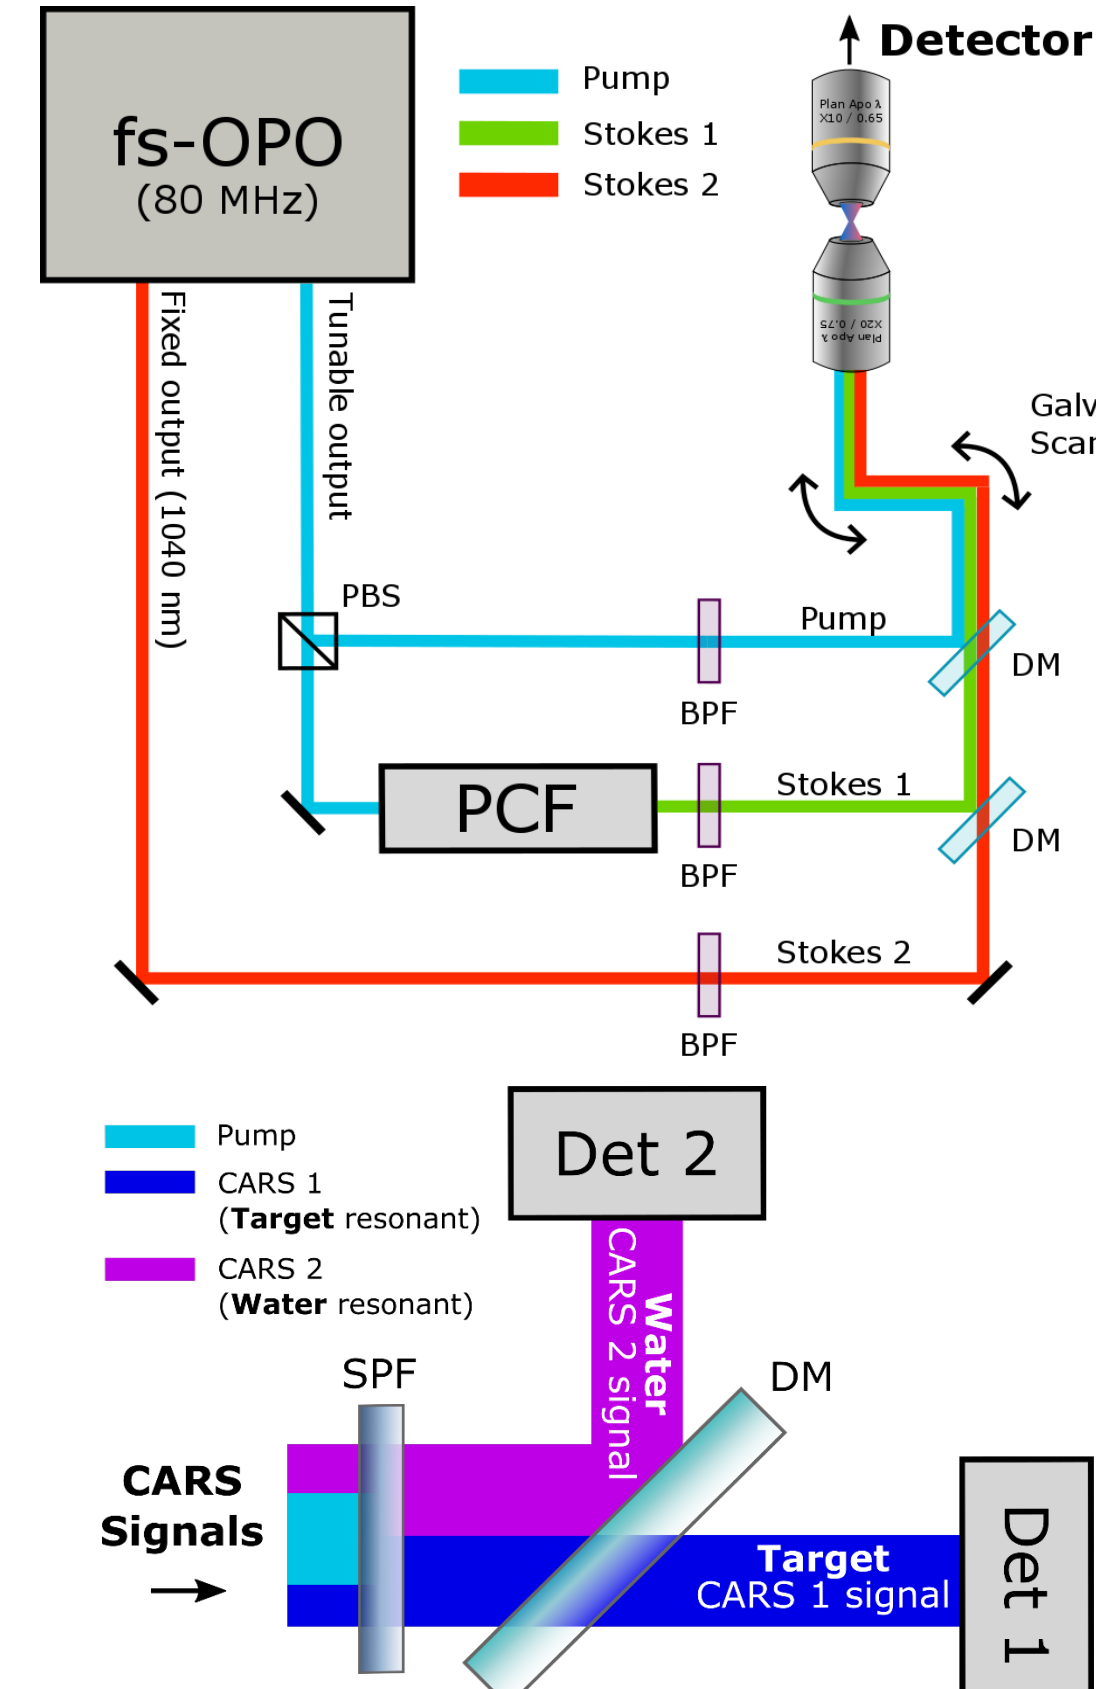 Detector
fs-OPO
(80 MHz)
Pump
Stokes 1
Stokes 2
Plan Apo λ
X10 / 0.65
Plan Apo λ
X20 / 0.75
Fixed output (1040 nm)
Tunable output
PBS
Pump
BPF
DM
PCF
Stokes 1
BPF
DM
Stokes 2
BPF
Pump
CARS 1
(Target resonant)
CARS 2
(Water resonant)
Det 2
Water
CARS 2 signal
SPF
DM
CARS
Signals
Target
CARS 1 signal
Det 1